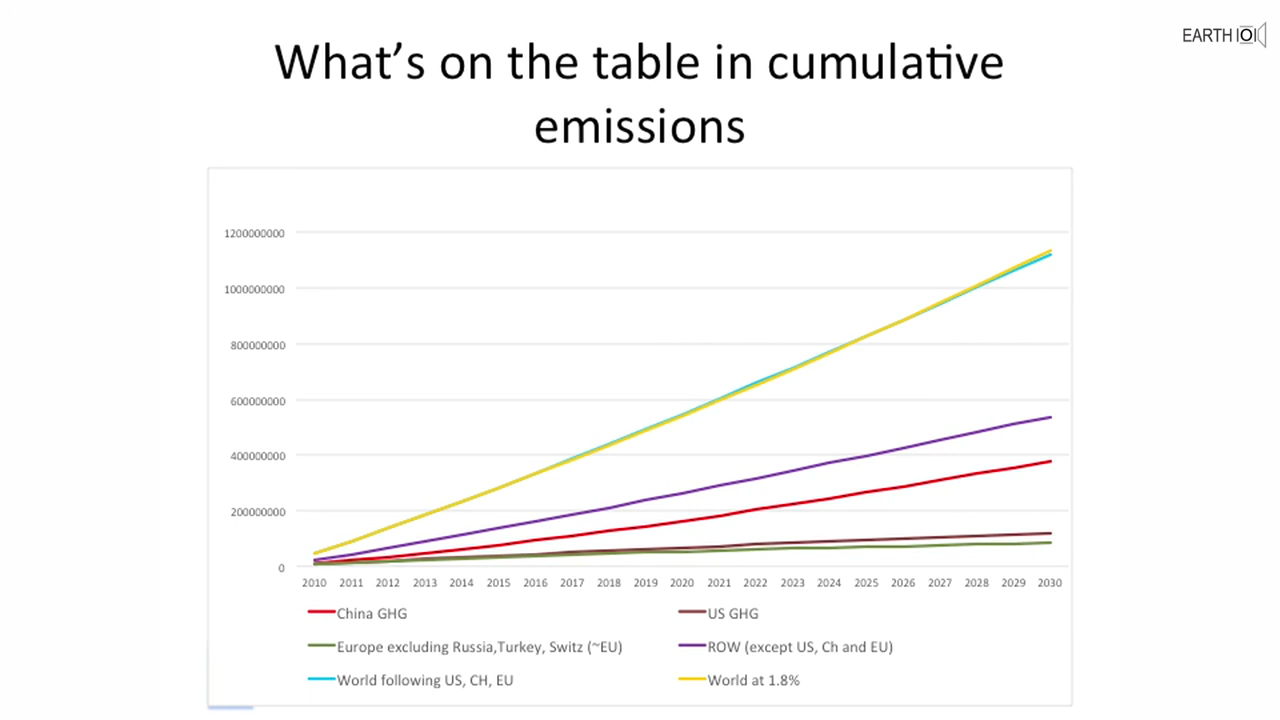 EARTH IOI
What's on the table in cumulative
emissions
1200000000
1000000000
800000000
600000000
400000000
200000000
0
2010 2011 2012 2013 2014 2015 2016 2017 2018 2019 2020 2021 2022 2023 2024 2025 2026 2027 2028 2029 2030
China GHG US GHG
Europe excluding Russia,Turkey, Switz (~EU) ROW (except US, Ch and EU)
World following US, CH, EU World at 1.8%